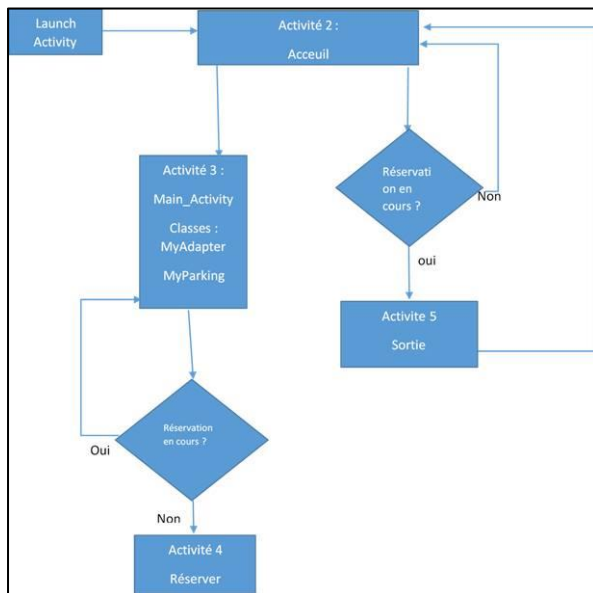 Launch
Activity
Activité 2 :
Acceuil
Activité 3 :
Main_Activity
Classes :
MyAdapter
MyParking
Réservati
on en
cours ?
Non
oui
Activite 5
Sortie
Réservation
en cours ?
Oui
Non
Activité 4
Réserver